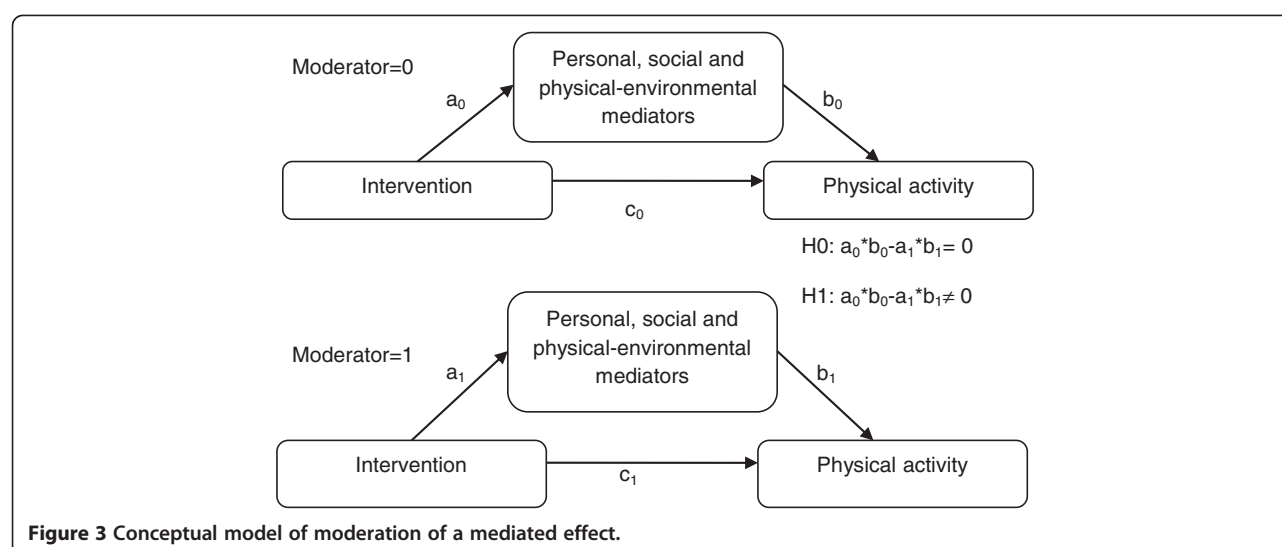 Moderator=0
Personal, social and
physical-environmental
mediators
a₀
b₀
Intervention
Physical activity
c₀
H0: a₀*b₀-a₁*b₁= 0
H1: a₀*b₀-a₁*b₁≠ 0
Moderator=1
Personal, social and
physical-environmental
mediators
a₁
b₁
Intervention
Physical activity
c₁
Figure 3 Conceptual model of moderation of a mediated effect.